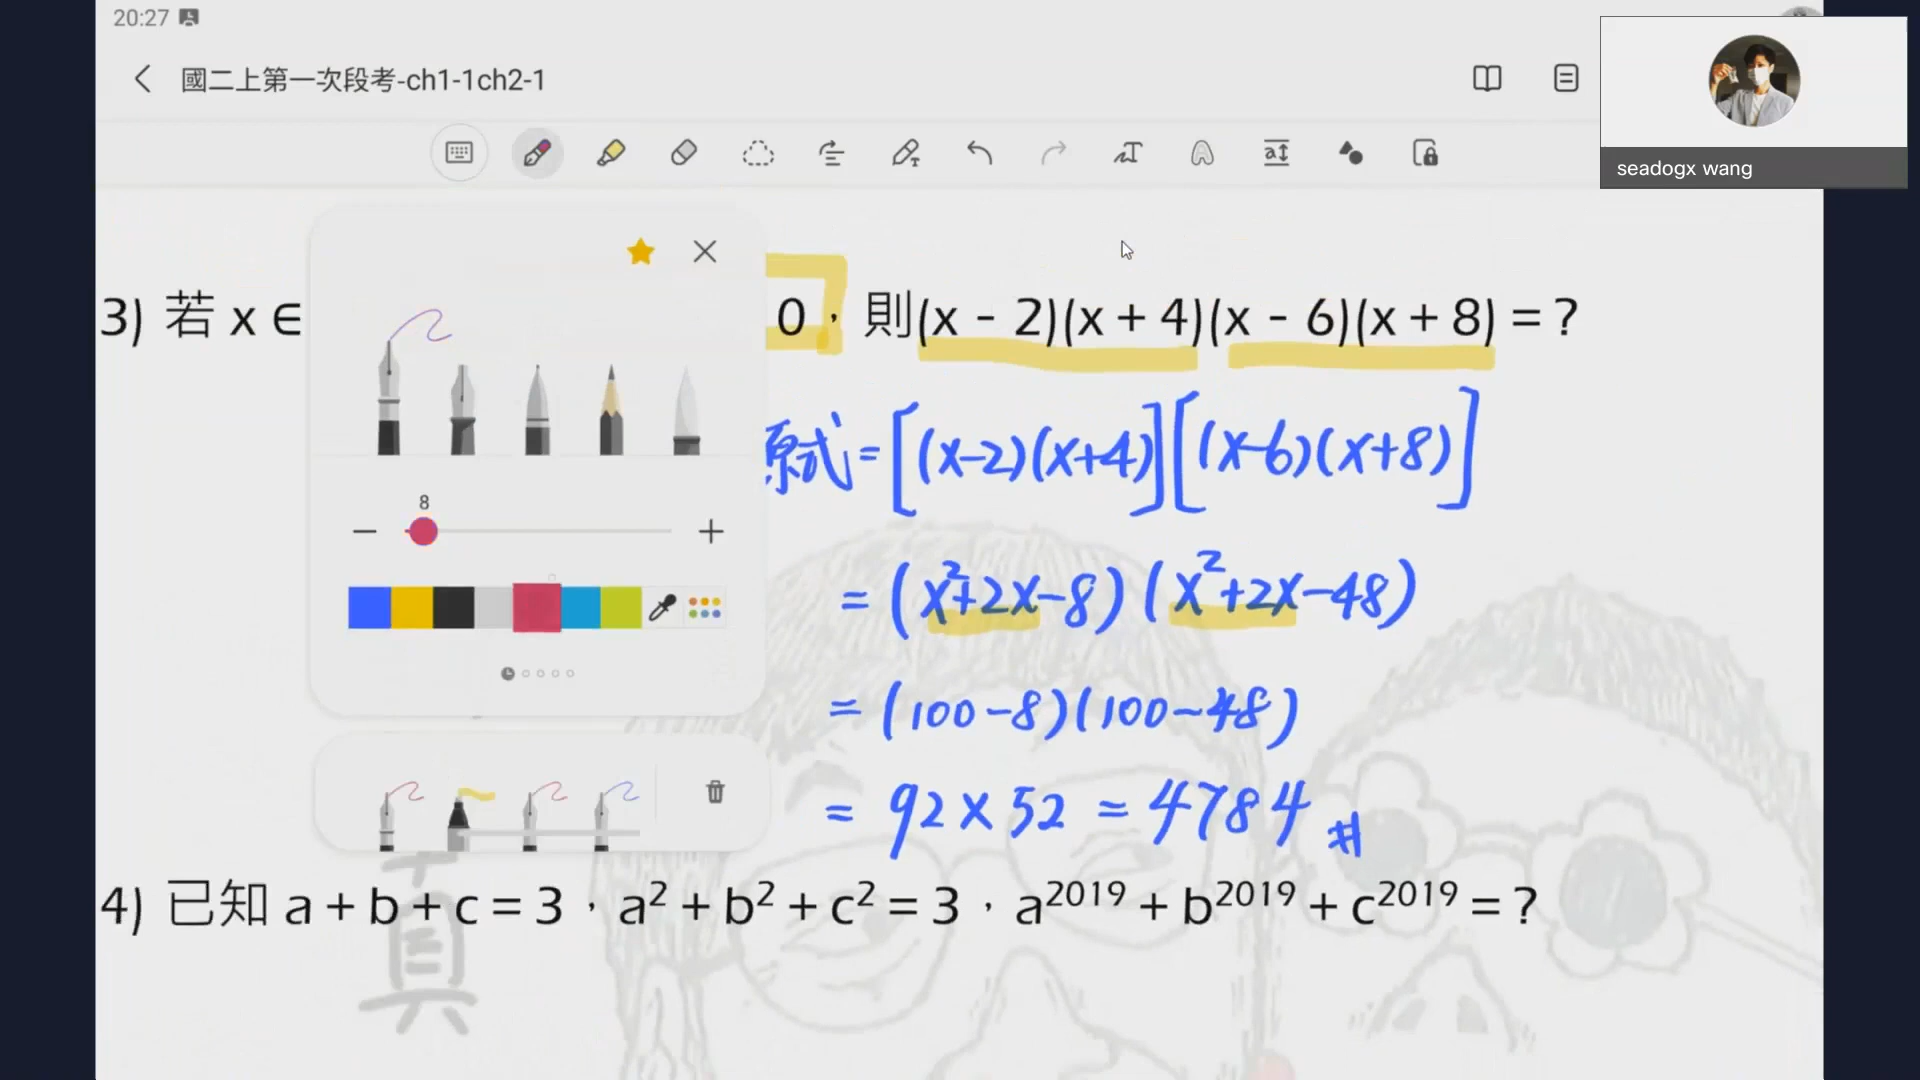 20:27
國二上第一次段考-ch1-1ch2-1
seadogx wang
3) 若 x ∈ 0，則(x - 2)(x + 4)(x - 6)(x + 8) = ?
8
原式 = [(x-2)(x+4)][(x-6)(x+8)]
= (x²+2x-8)(x²+2x-48)
= (100-8)(100-48)
= 92×52 = 4784 #
4) 已知 a + b + c = 3，a² + b² + c² = 3，a²⁰¹⁹ + b²⁰¹⁹ + c²⁰¹⁹ = ?
真